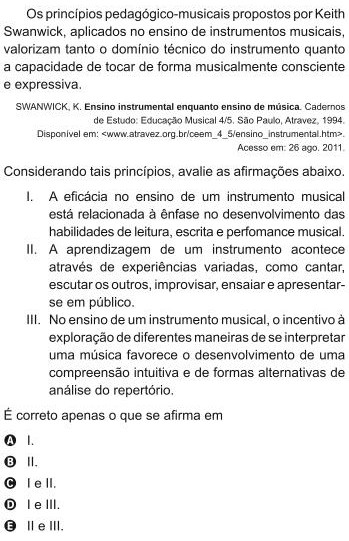 Os princípios pedagógico-musicais propostos por Keith
Swanwick, aplicados no ensino de instrumentos musicais,
valorizam tanto o domínio técnico do instrumento quanto
a capacidade de tocar de forma musicalmente consciente
e expressiva.
SWANWICK, K. Ensino instrumental enquanto ensino de música. Cadernos
de Estudo: Educação Musical 4/5. São Paulo, Atravez, 1994.
Disponível em: <www.atravez.org.br/ceem_4_5/ensino_instrumental.htm>.
Acesso em: 26 ago. 2011.
Considerando tais princípios, avalie as afirmações abaixo.
I. A eficácia no ensino de um instrumento musical
está relacionada à ênfase no desenvolvimento das
habilidades de leitura, escrita e perfomance musical.
II. A aprendizagem de um instrumento acontece
através de experiências variadas, como cantar,
escutar os outros, improvisar, ensaiar e apresentar-
se em público.
III. No ensino de um instrumento musical, o incentivo à
exploração de diferentes maneiras de se interpretar
uma música favorece o desenvolvimento de uma
compreensão intuitiva e de formas alternativas de
análise do repertório.
É correto apenas o que se afirma em
A I.
B II.
C I e II.
D I e III.
E II e III.